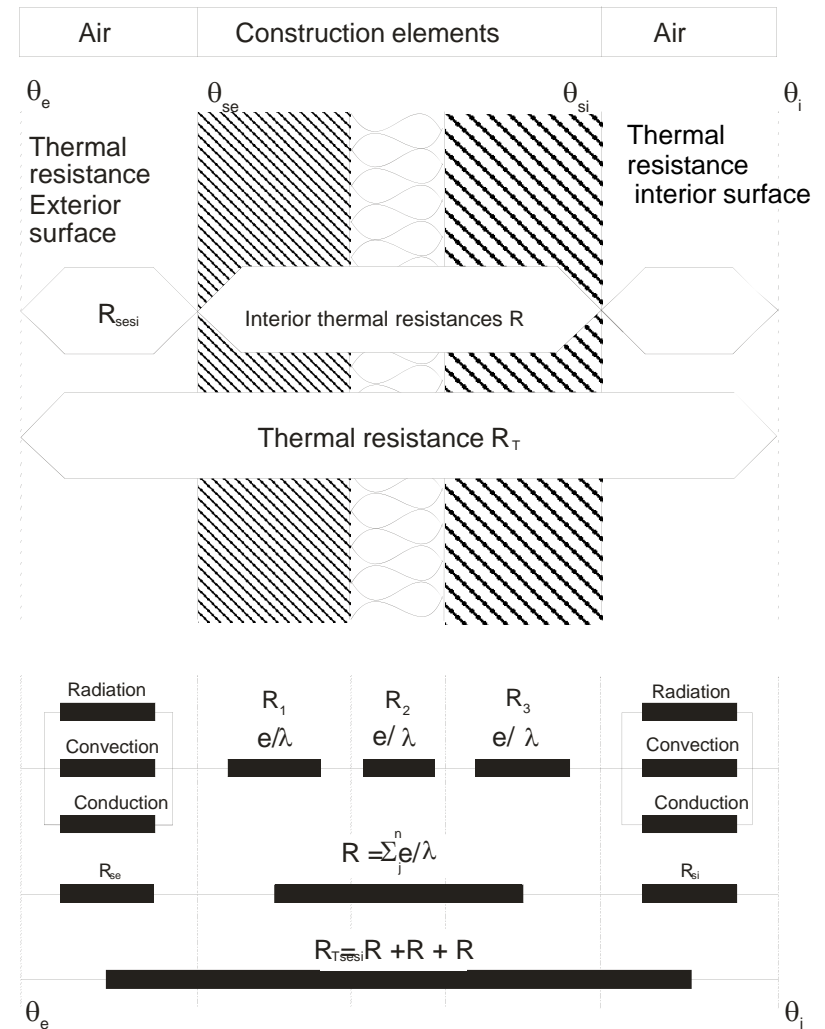 Air Construction elements Air
θe θse θsi θi
Thermal
resistance
Exterior
surface
Thermal
resistance
interior surface
Rsesi
Interior thermal resistances R
Thermal resistance RT
Radiation R1 R2 R3 Radiation
e/λ e/ λ e/ λ
Convection Convection
Conduction Conduction
R =Σ n j e/λ
Rse Rsi
RTsesi=R +R + R
θe θi